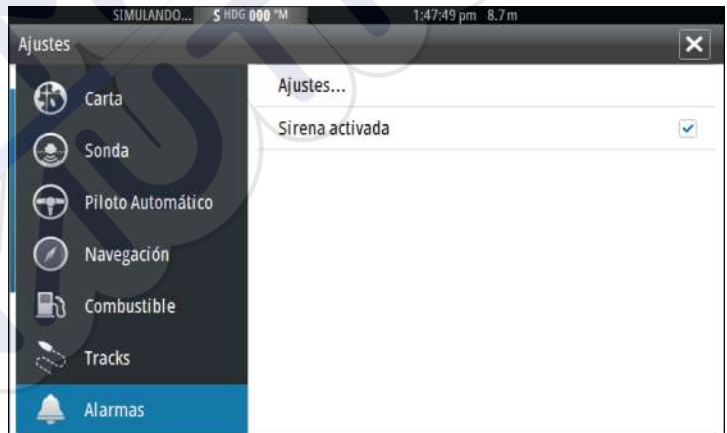 SIMULANDO... S HDG 000 °M 1:47:49 pm 8.7 m
Ajustes
Carta
Sonda
Piloto Automático
Navegación
Combustible
Tracks
Alarmas
Ajustes...
Sirena activada